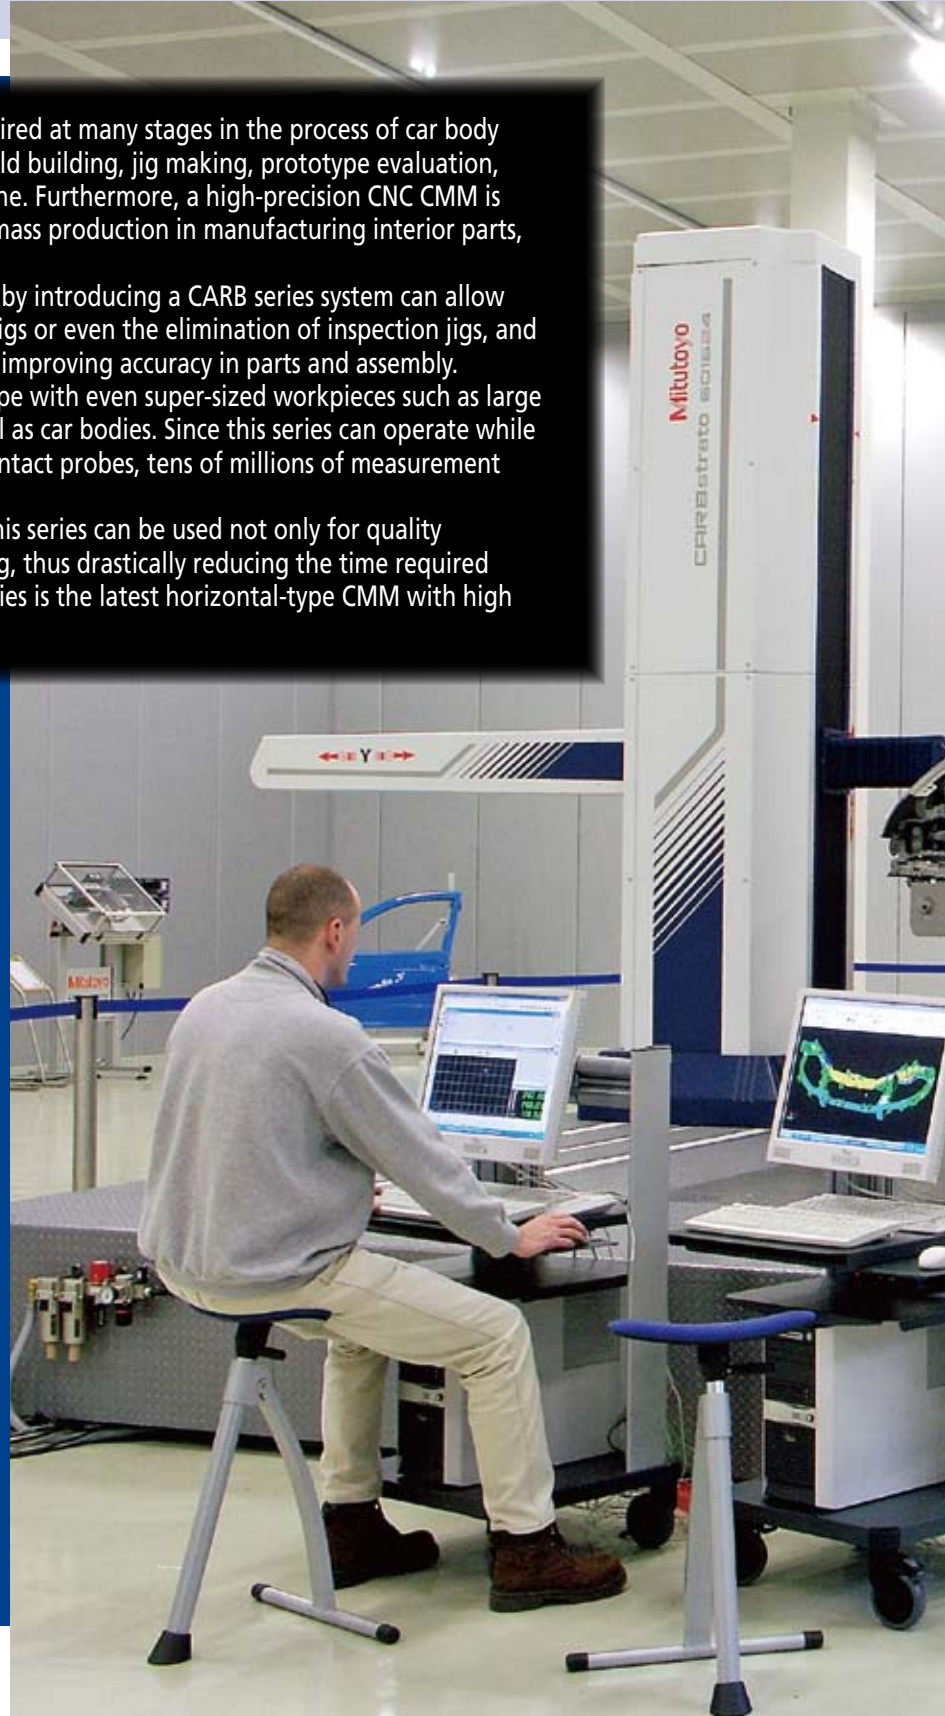 ired at many stages in the process of car body
ld building, jig making, prototype evaluation,
ne. Furthermore, a high-precision CNC CMM is
mass production in manufacturing interior parts,
by introducing a CARB series system can allow
igs or even the elimination of inspection jigs, and
improving accuracy in parts and assembly.
pe with even super-sized workpieces such as large
l as car bodies. Since this series can operate while
ntact probes, tens of millions of measurement
his series can be used not only for quality
g, thus drastically reducing the time required
ies is the latest horizontal-type CMM with high
Mitutoyo
CARBstrato 601624
Y
Mitutoyo